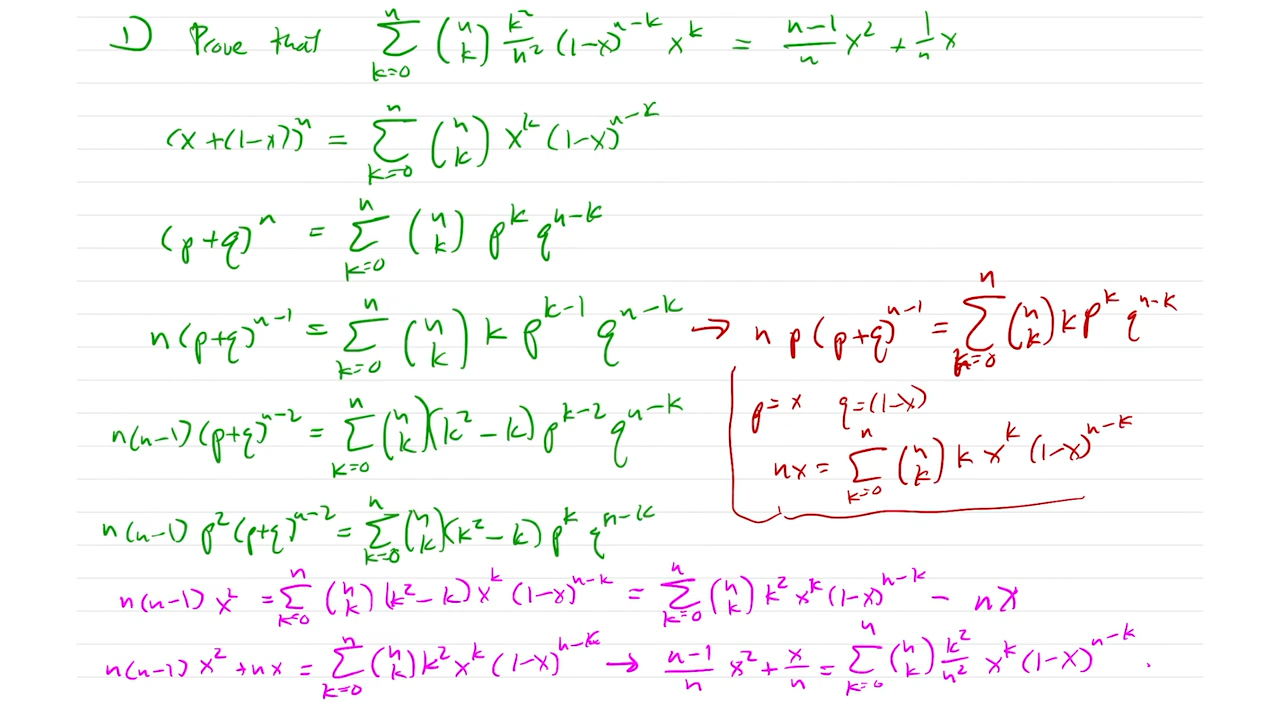 1) Prove that ∑_{k=0}^{n} (n k) k²/n² (1-x)^{n-k} x^k = (n-1)/n x² + 1/n x
(x+(1-x))^n = ∑_{k=0}^{n} (n k) x^k (1-x)^{n-k}
(p+q)^n = ∑_{k=0}^{n} (n k) p^k q^{n-k}
n(p+q)^{n-1} = ∑_{k=0}^{n} (n k) k p^{k-1} q^{n-k} → n p (p+q)^{n-1} = ∑_{k=0}^{n} (n k) k p^k q^{n-k}
p=x q=(1-x)
n(n-1)(p+q)^{n-2} = ∑_{k=0}^{n} (n k)(k²-k) p^{k-2} q^{n-k}
nx = ∑_{k=0}^{n} (n k) k x^k (1-x)^{n-k}
n(n-1) p² (p+q)^{n-2} = ∑_{k=0}^{n} (n k)(k²-k) p^k q^{n-k}
n(n-1) x² = ∑_{k=0}^{n} (n k) (k²-k) x^k (1-x)^{n-k} = ∑_{k=0}^{n} (n k) k² x^k (1-x)^{n-k} - nx
n(n-1) x² + nx = ∑_{k=0}^{n} (n k) k² x^k (1-x)^{n-k} → (n-1)/n x² + x/n = ∑_{k=0}^{n} (n k) k²/n² x^k (1-x)^{n-k} .